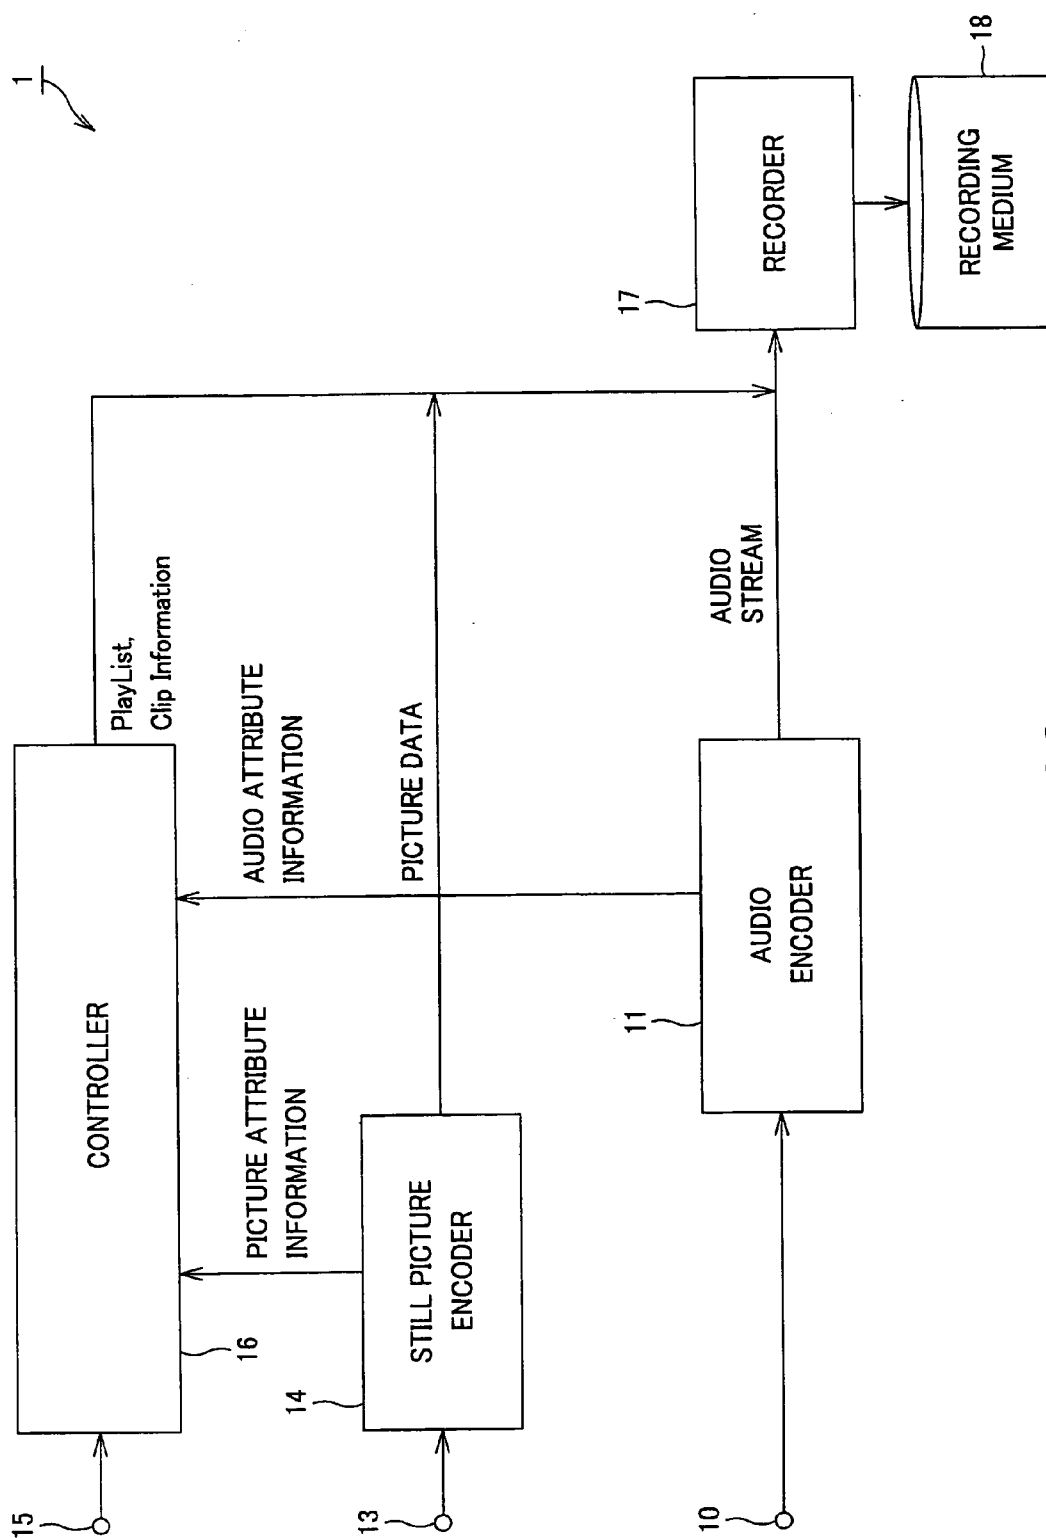 1
15
CONTROLLER
16
PlayList,
Clip Information
PICTURE ATTRIBUTE
INFORMATION
AUDIO ATTRIBUTE
INFORMATION
13
14
STILL PICTURE
ENCODER
PICTURE DATA
10
11
AUDIO
ENCODER
AUDIO
STREAM
17
RECORDER
18
RECORDING
MEDIUM